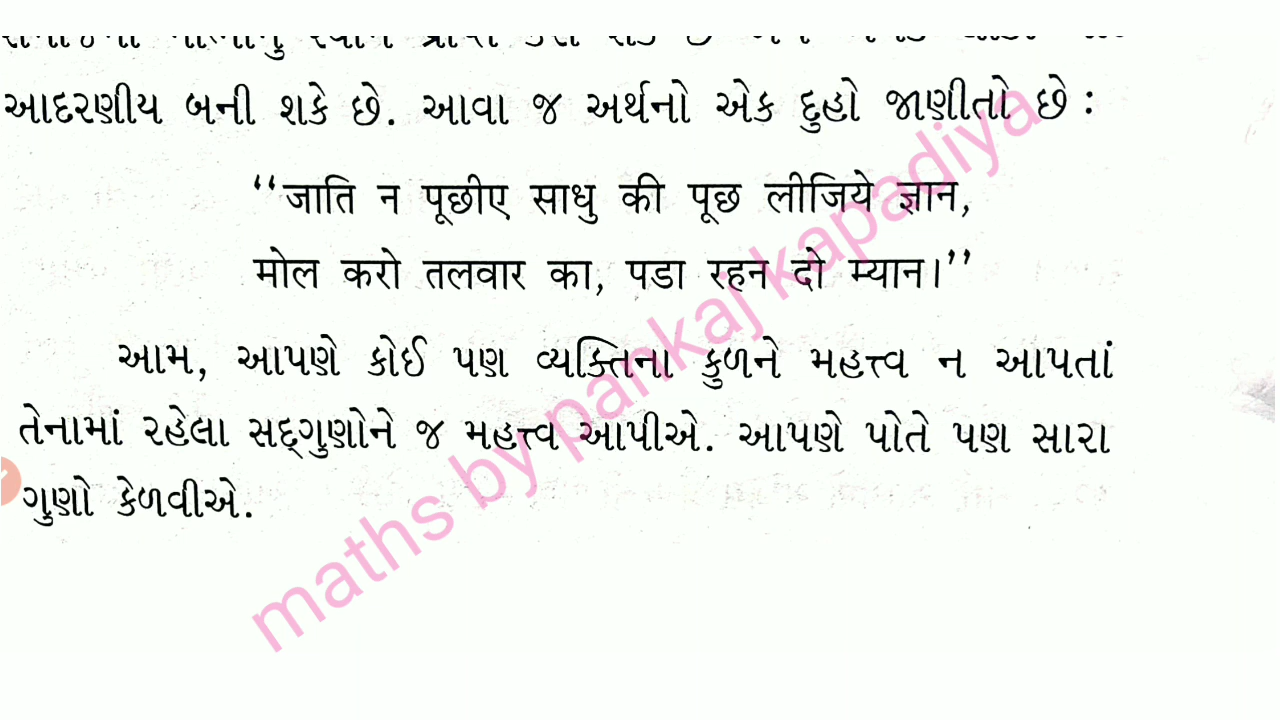 આદરણીય બની શકે છે. આવા જ અર્થનો એક દુહો જાણીતો છે :
“जाति न पूछीए साधु की पूछ लीजिये ज्ञान,
मोल करो तलवार का, पडा रहन दो म्यान।”
આમ, આપણે કોઈ પણ વ્યક્તિના કુળને મહત્ત્વ ન આપતાં
તેનામાં રહેલા સદ્ગુણોને જ મહત્ત્વ આપીએ. આપણે પોતે પણ સારા
ગુણો કેળવીએ.
maths by pankaj kapadiya